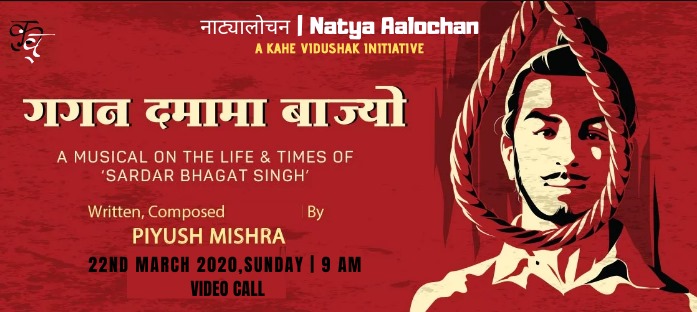 नाट्यालोचन | Natya Aalochan
A KAHE VIDUSHAK INITIATIVE
गगन दमामा बाज्यो
A MUSICAL ON THE LIFE & TIMES OF
‘SARDAR BHAGAT SINGH’
Written, Composed By
PIYUSH MISHRA
22ND MARCH 2020,SUNDAY | 9 AM
VIDEO CALL